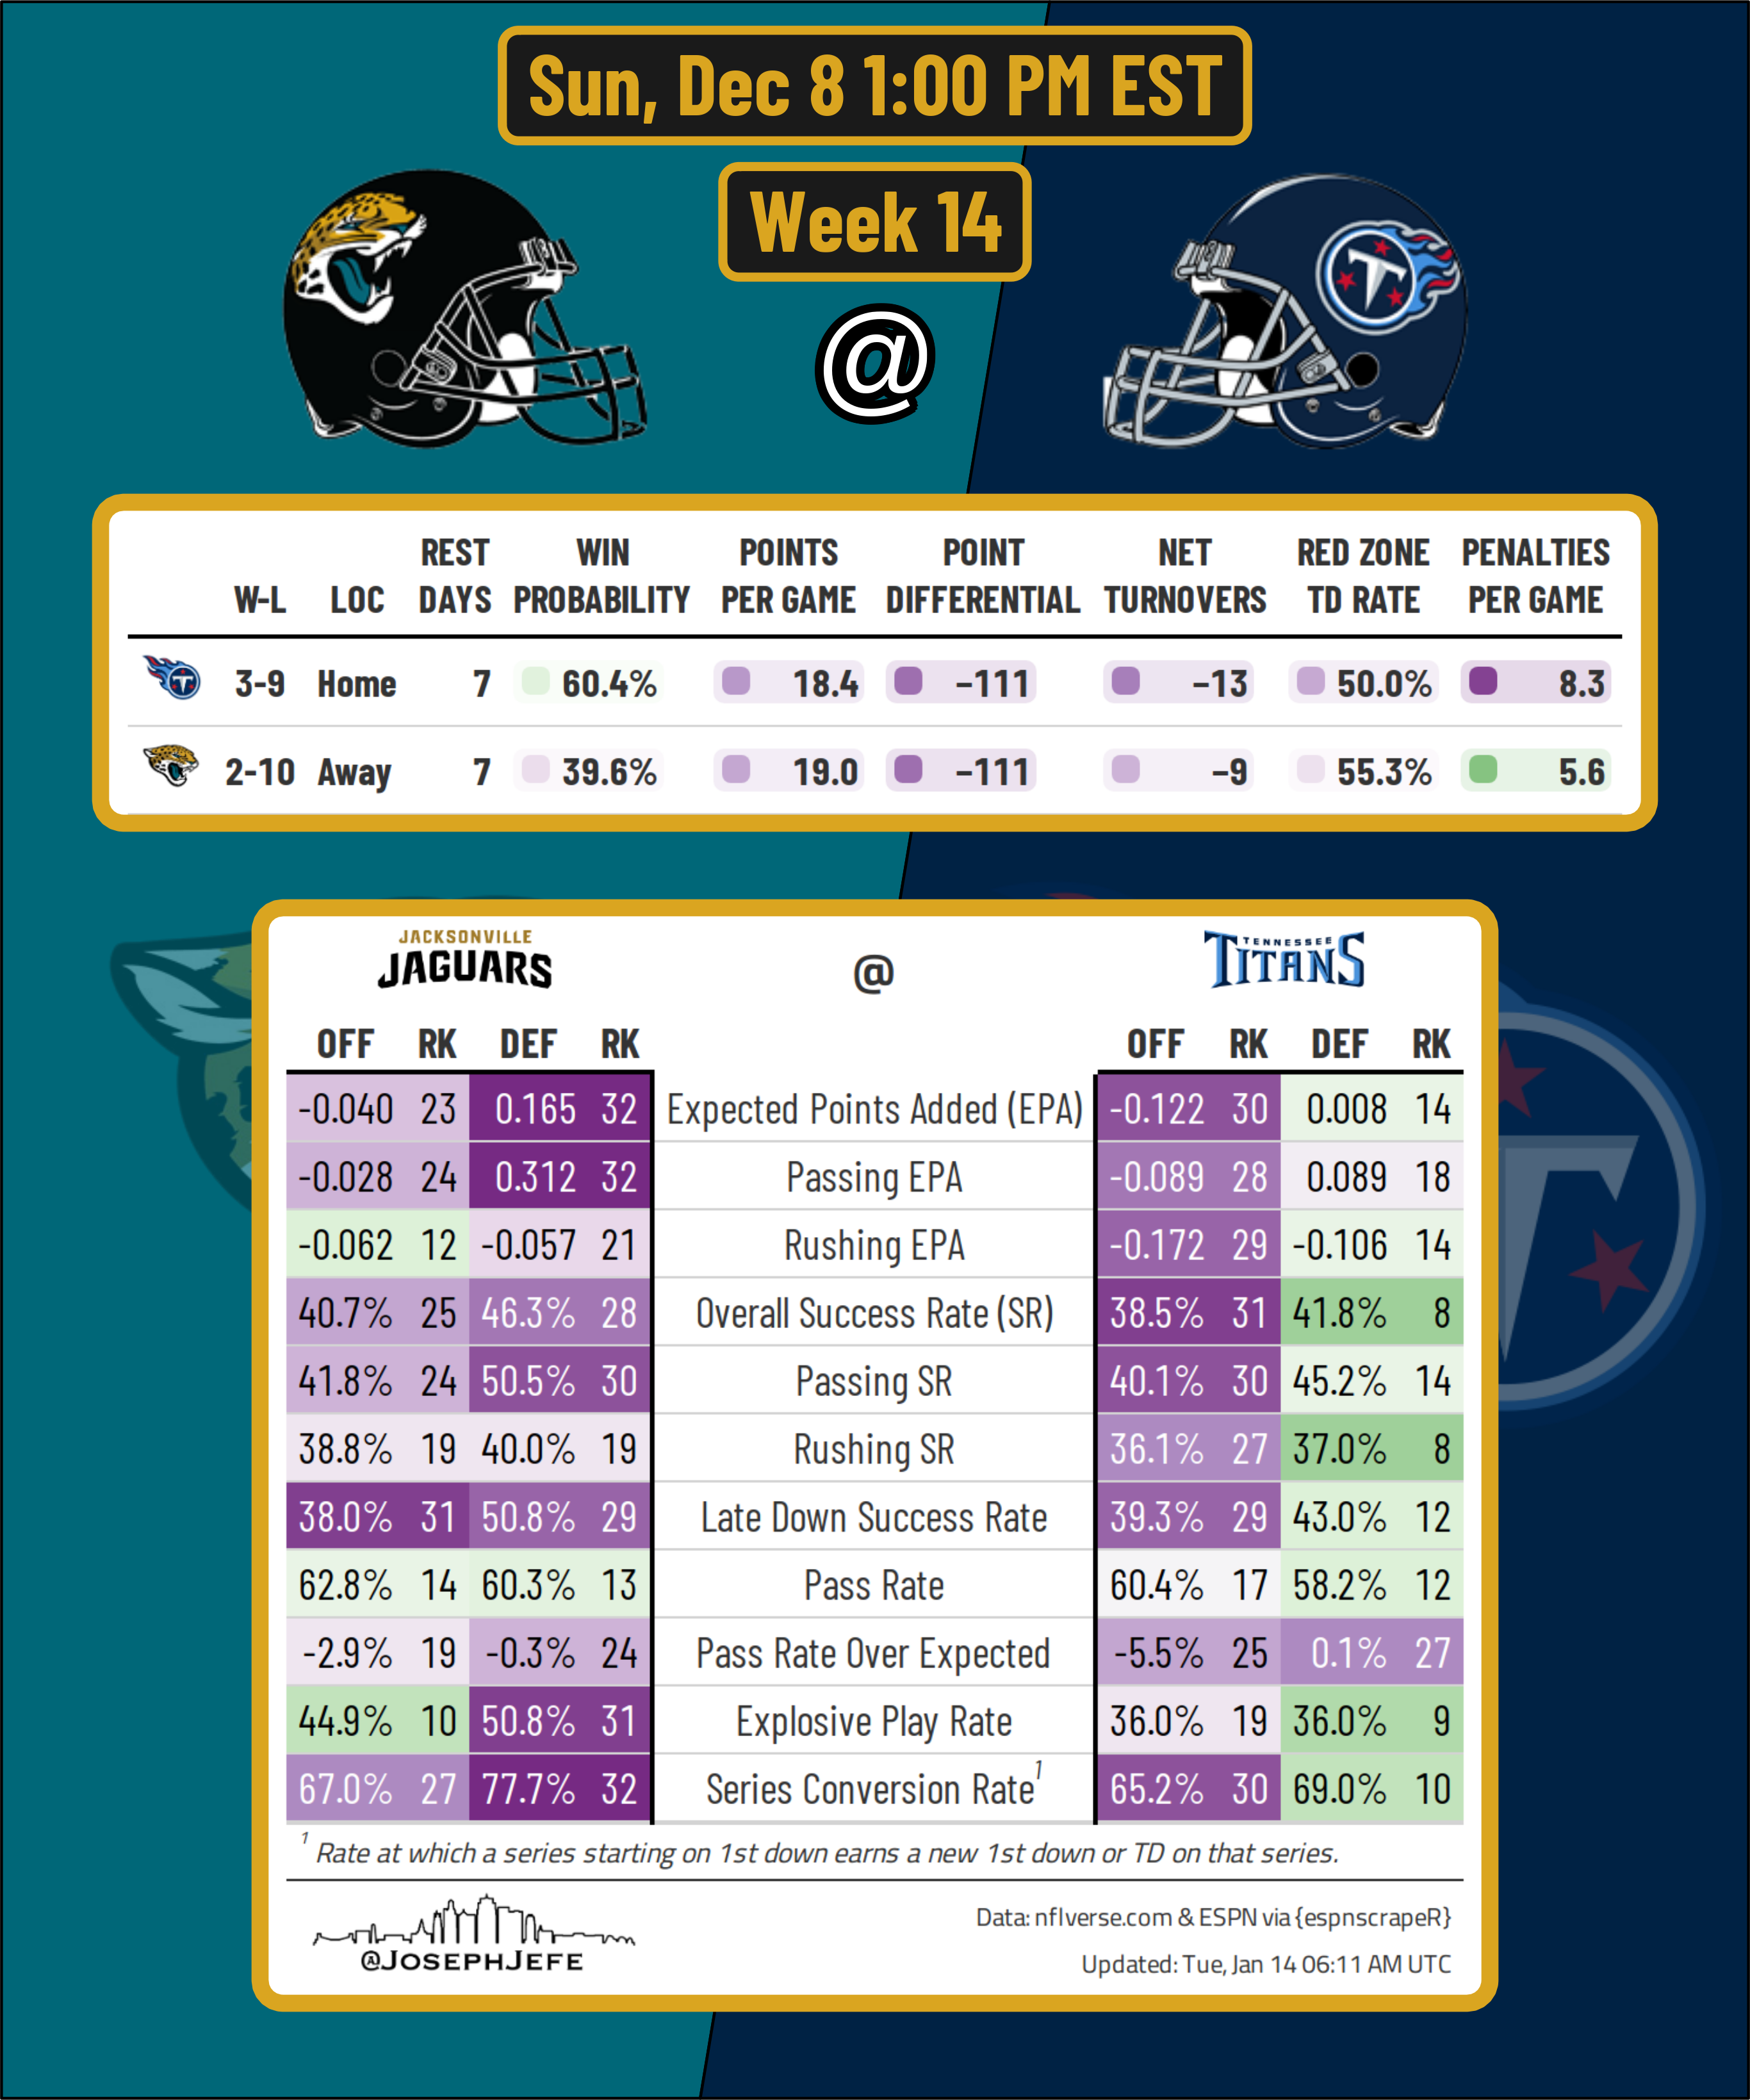 Sun, Dec 8 1:00 PM EST
Week 14
@
REST WIN POINTS POINT NET RED ZONE PENALTIES
W-L LOC DAYS PROBABILITY PER GAME DIFFERENTIAL TURNOVERS TD RATE PER GAME
T 3-9 Home 7 60.4% 18.4 −111 −13 50.0% 8.3
2-10 Away 7 39.6% 19.0 −111 −9 55.3% 5.6
JACKSONVILLE JAGUARS @ TENNESSEE TITANS
OFF RK DEF RK OFF RK DEF RK
-0.040 23 0.165 32 Expected Points Added (EPA) -0.122 30 0.008 14
-0.028 24 0.312 32 Passing EPA -0.089 28 0.089 18
-0.062 12 -0.057 21 Rushing EPA -0.172 29 -0.106 14
40.7% 25 46.3% 28 Overall Success Rate (SR) 38.5% 31 41.8% 8
41.8% 24 50.5% 30 Passing SR 40.1% 30 45.2% 14
38.8% 19 40.0% 19 Rushing SR 36.1% 27 37.0% 8
38.0% 31 50.8% 29 Late Down Success Rate 39.3% 29 43.0% 12
62.8% 14 60.3% 13 Pass Rate 60.4% 17 58.2% 12
-2.9% 19 -0.3% 24 Pass Rate Over Expected -5.5% 25 0.1% 27
44.9% 10 50.8% 31 Explosive Play Rate 36.0% 19 36.0% 9
67.0% 27 77.7% 32 Series Conversion Rate1 65.2% 30 69.0% 10
1 Rate at which a series starting on 1st down earns a new 1st down or TD on that series.
@JOSEPHJEFE
Data: nflverse.com & ESPN via {espnscrapeR}
Updated: Tue, Jan 14 06:11 AM UTC